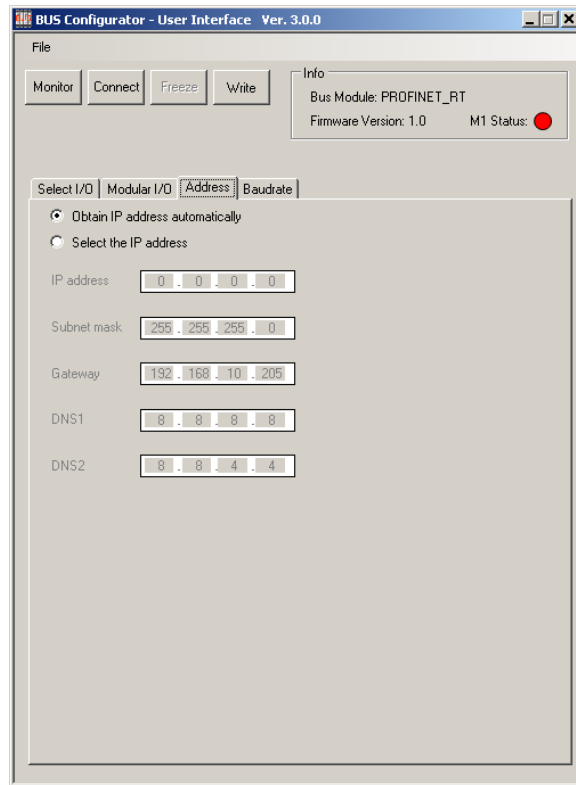 BUS Configurator - User Interface Ver. 3.0.0
File
Monitor Connect Freeze Write
Info
Bus Module: PROFINET_RT
Firmware Version: 1.0 M1 Status:
Select I/O Modular I/O Address Baudrate
Obtain IP address automatically
Select the IP address
IP address 0 . 0 . 0 . 0
Subnet mask 255 . 255 . 255 . 0
Gateway 192 . 168 . 10 . 205
DNS1 8 . 8 . 8 . 8
DNS2 8 . 8 . 4 . 4